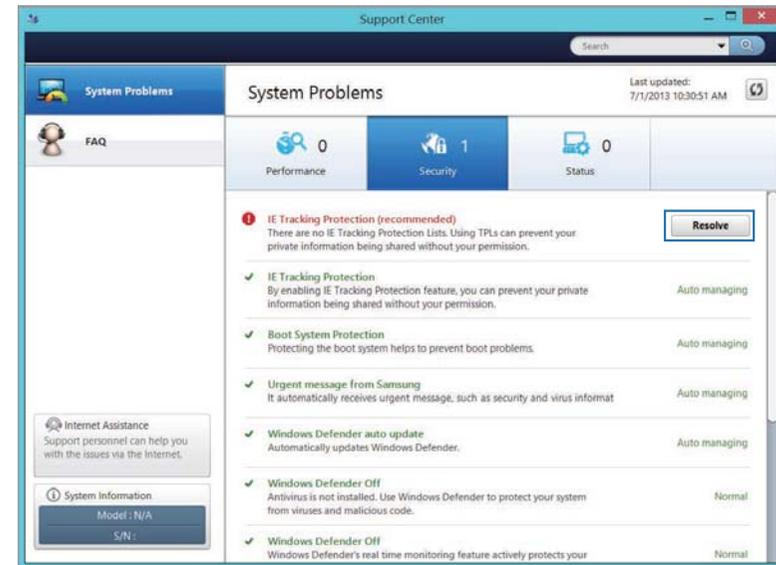 Support Center
Search
System Problems
FAQ
System Problems
Last updated:
7/1/2013 10:30:51 AM
0
Performance
1
Security
0
Status
IE Tracking Protection (recommended)
There are no IE Tracking Protection Lists. Using TPLs can prevent your
private information being shared without your permission.
Resolve
IE Tracking Protection
By enabling IE Tracking Protection feature, you can prevent your private
information being shared without your permission.
Auto managing
Boot System Protection
Protecting the boot system helps to prevent boot problems.
Auto managing
Urgent message from Samsung
It automatically receives urgent message, such as security and virus informat
Auto managing
Windows Defender auto update
Automatically updates Windows Defender.
Auto managing
Windows Defender Off
Antivirus is not installed. Use Windows Defender to protect your system
from viruses and malicious code.
Normal
Windows Defender Off
Windows Defender's real time monitoring feature actively protects your
Normal
Internet Assistance
Support personnel can help you
with the issues via the Internet.
System Information
Model : N/A
S/N :